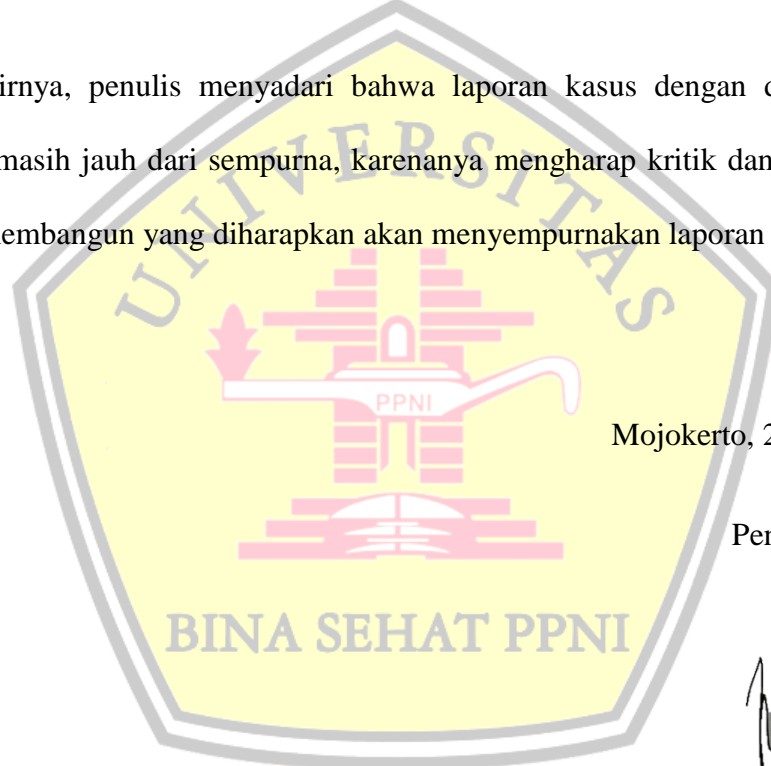 irnya, penulis menyadari bahwa laporan kasus dengan
masih jauh dari sempurna, karenanya mengharap kritik dan
embangun yang diharapkan akan menyempurnakan laporan
UNIVERSITAS
PPNI
Mojokerto, 2
Pen
BINA SEHAT PPNI